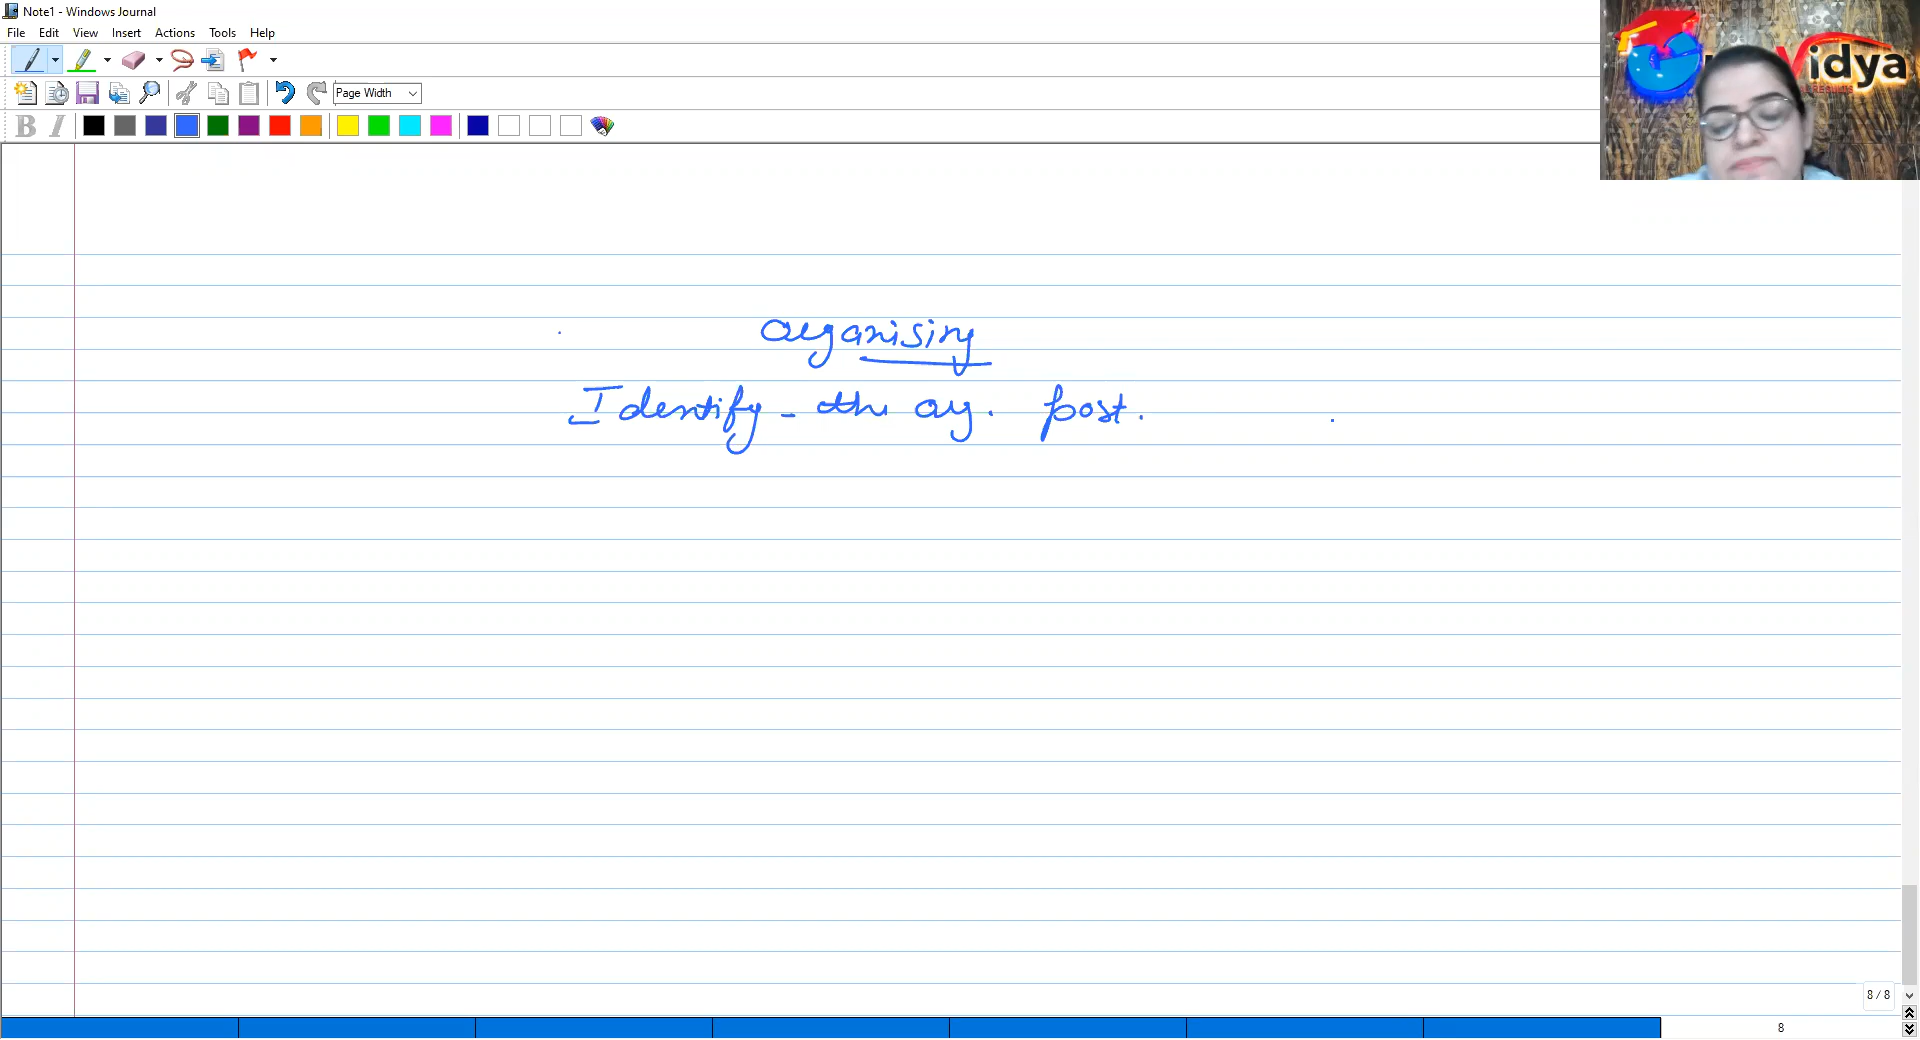 Note1 - Windows Journal
File Edit View Insert Actions Tools Help
Page Width
B I
Vidya
organising
Identify the org. post.
8 / 8
8